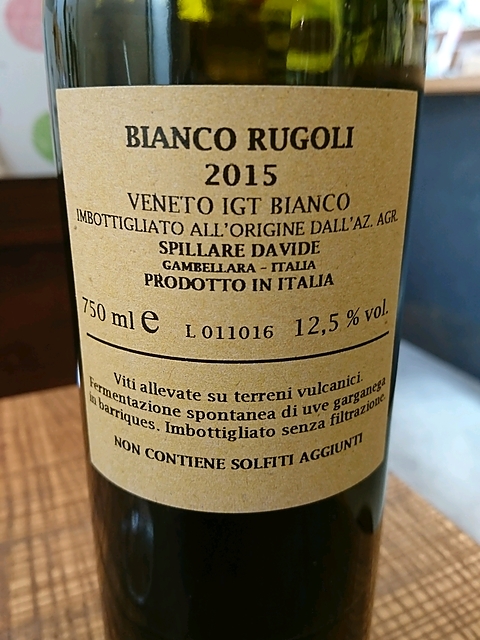 BIANCO RUGOLI
2015
VENETO IGT BIANCO
IMBOTTIGLIATO ALL'ORIGINE DALL'AZ. AGR.
SPILLARE DAVIDE
GAMBELLARA - ITALIA
PRODOTTO IN ITALIA
750 ml e L 011016 12,5 % vol.
Viti allevate su terreni vulcanici.
Fermentazione spontanea di uve garganega
in barriques. Imbottigliato senza filtrazione.
NON CONTIENE SOLFITI AGGIUNTI